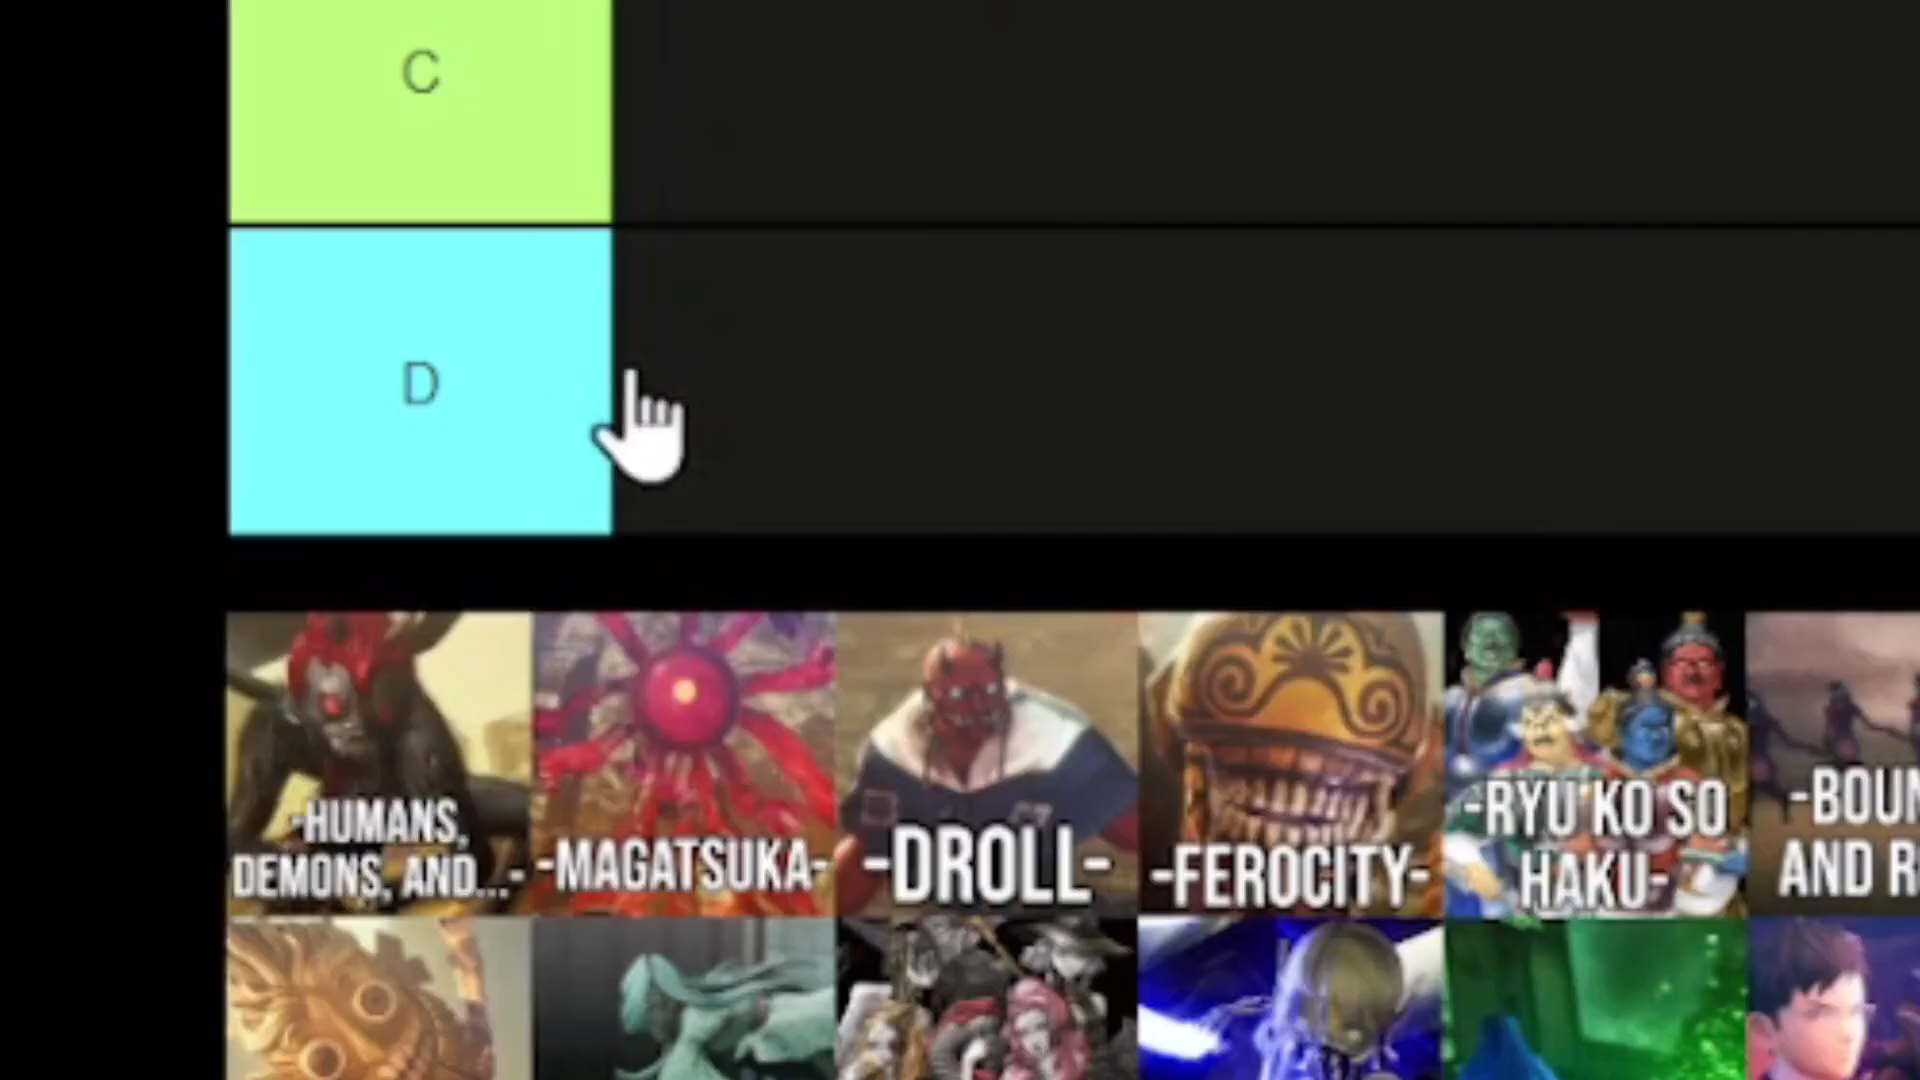 C
D
-HUMANS,
DEMONS, AND...-
-MAGATSUKA-
-DROLL-
-FEROCITY-
-RYU KO SO
HAKU-
-BOUN
AND R